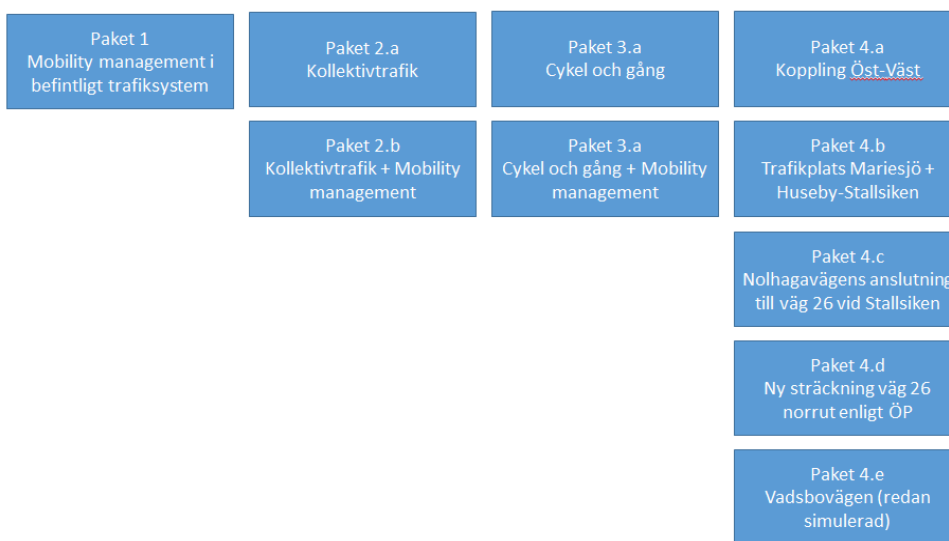 Paket 1
Mobility management i
befintligt trafiksystem
Paket 2.a
Kollektivtrafik
Paket 3.a
Cykel och gång
Paket 4.a
Koppling Öst-Väst
Paket 2.b
Kollektivtrafik + Mobility
management
Paket 3.a
Cykel och gång + Mobility
management
Paket 4.b
Trafikplats Mariesjö +
Huseby-Stallsiken
Paket 4.c
Nolhagavägens anslutning
till väg 26 vid Stallsiken
Paket 4.d
Ny sträckning väg 26
norrut enligt ÖP
Paket 4.e
Vadsbovägen (redan
simulerad)